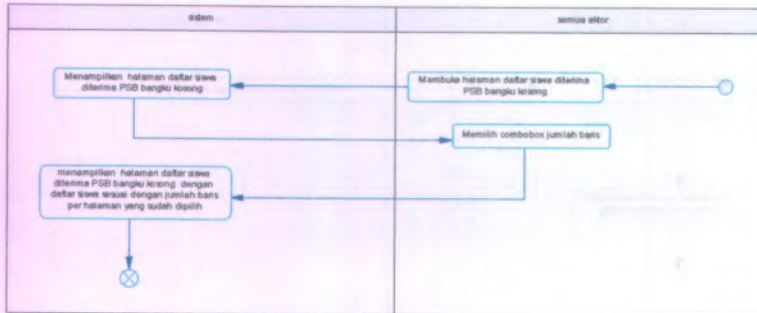 sistem
semua aktor
Menampilkan halaman daftar siswa
diterima PSB bangku kosong
Membuka halaman daftar siswa diterima
PSB bangku kosong
Memilih combobox jumlah baris
menampilkan halaman daftar siswa
diterima PSB bangku kosong dengan
daftar siswa sesuai dengan jumlah baris
per halaman yang sudah dipilih